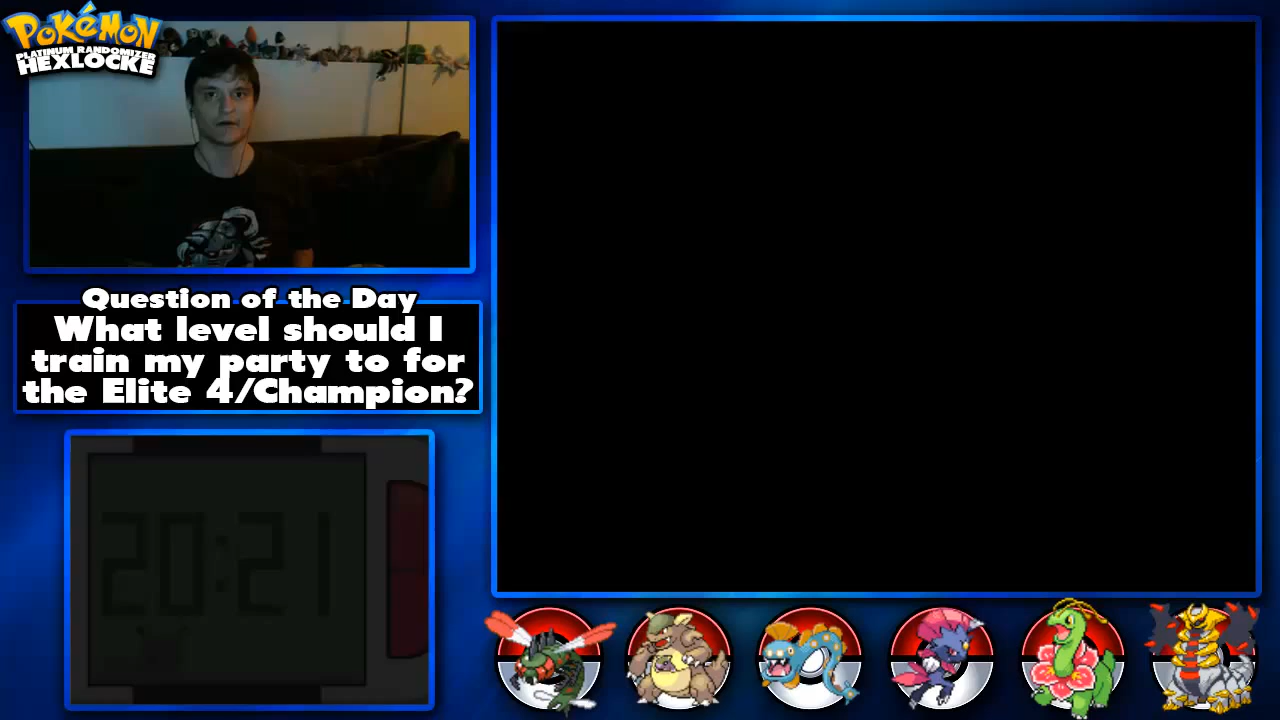 POKéMON
PLATINUM RANDOMIZER
HEXLOCKE
Question of the Day
What level should I
train my party to for
the Elite 4/Champion?
20:21